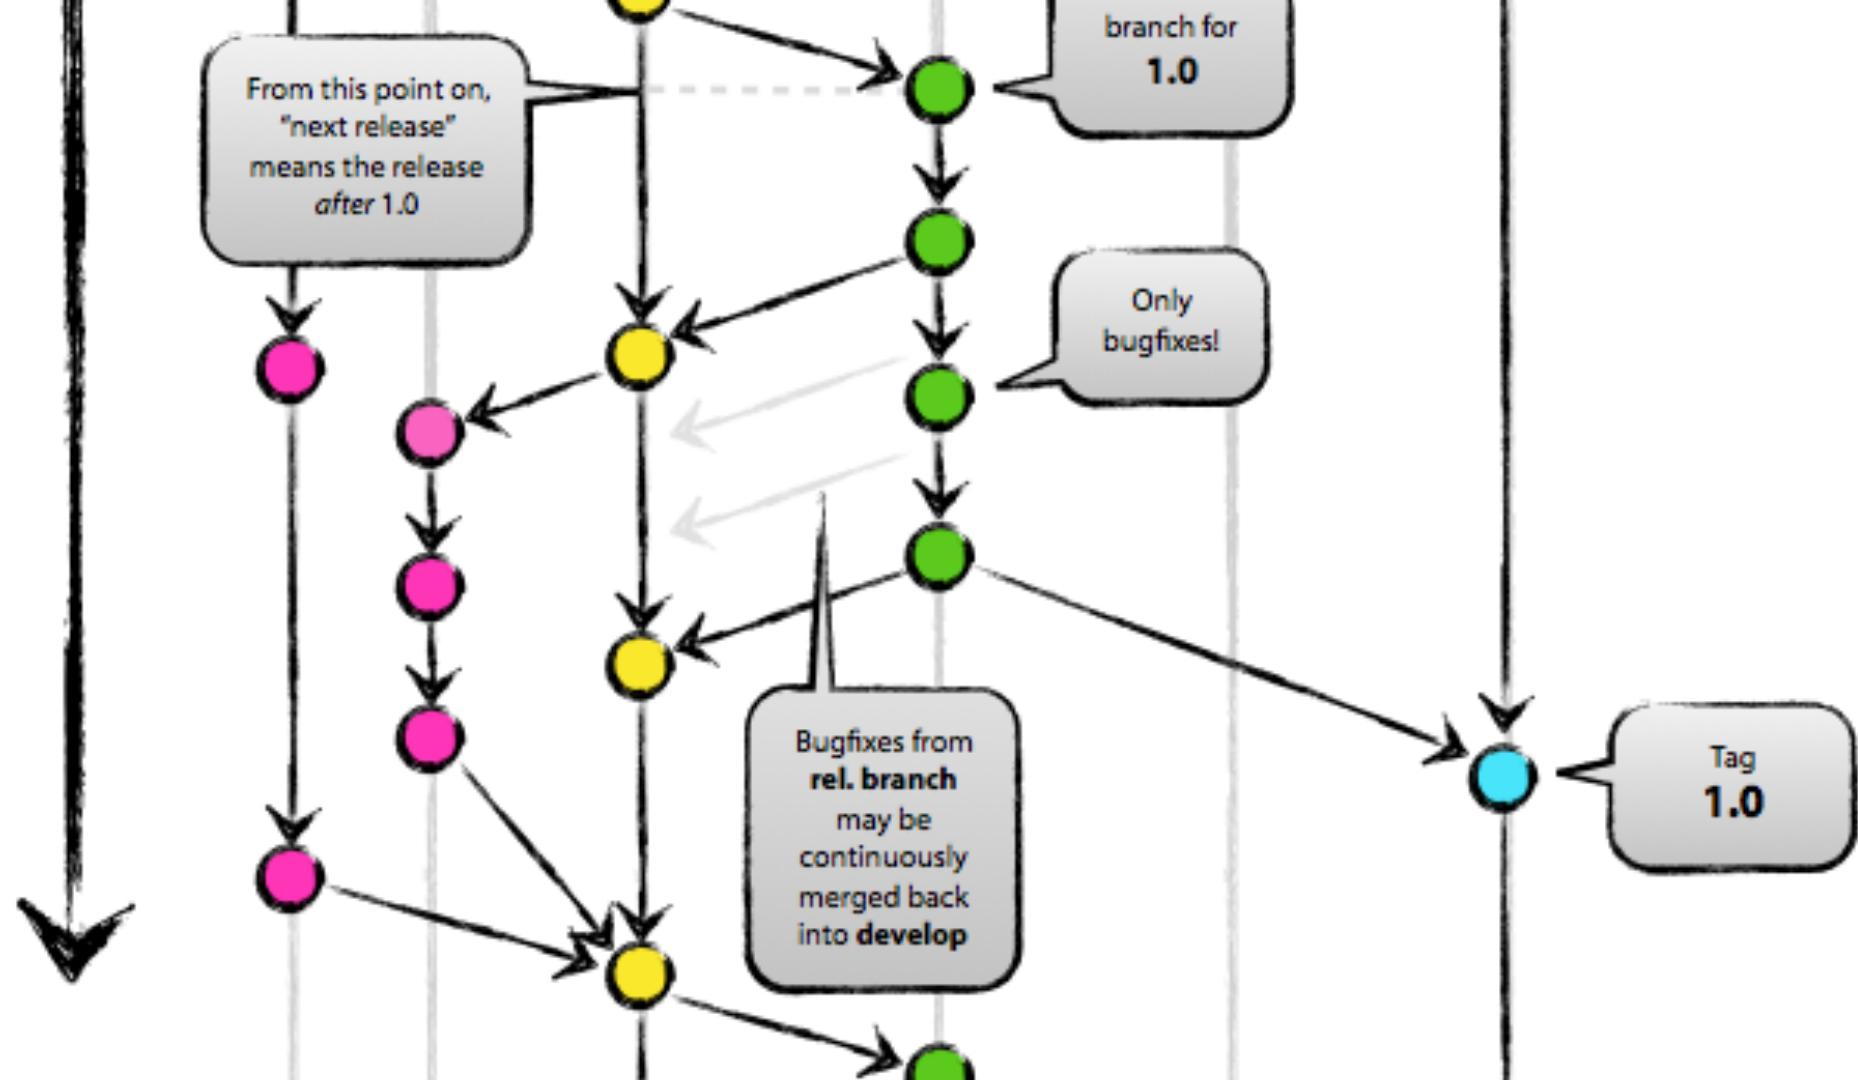 branch for
1.0
From this point on,
“next release”
means the release
after 1.0
Only
bugfixes!
Bugfixes from
rel. branch
may be
continuously
merged back
into develop
Tag
1.0